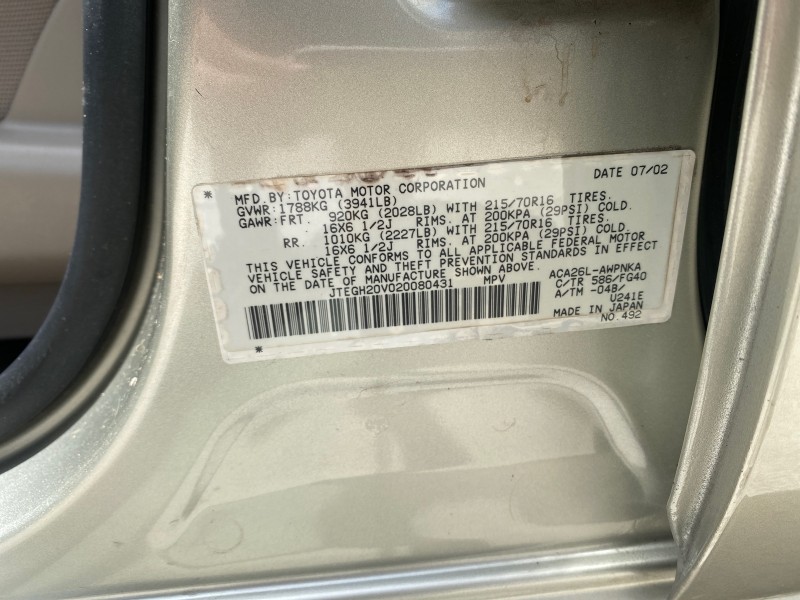 DATE 07/02
* MFD.BY:TOYOTA MOTOR CORPORATION
GVWR:1788KG (3941LB)
GAWR:FRT. 920KG (2028LB) WITH 215/70R16 TIRES.
16X6 1/2J RIMS. AT 200KPA (29PSI) COLD.
RR. 1010KG (2227LB) WITH 215/70R16 TIRES.
16X6 1/2J RIMS. AT 200KPA (29PSI) COLD.
THIS VEHICLE CONFORMS TO ALL APPLICABLE FEDERAL MOTOR
VEHICLE SAFETY AND THEFT PREVENTION STANDARDS IN EFFECT
ON THE DATE OF MANUFACTURE SHOWN ABOVE.
JTEGH20V020080431 MPV
ACA26L-AWPNKA
C/TR 586/FG40
A/TM -04B/
U241E
MADE IN JAPAN
* NO.492